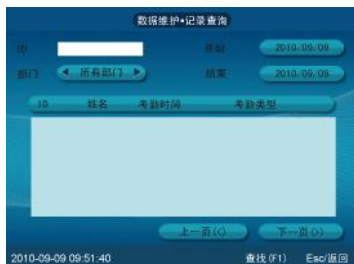 数据维护•记录查询
ID 开始 2010/09/09
部门 ◀ 所有部门 ▶ 结束 2010/09/09
ID 姓名 考勤时间 考勤类型
上一页(<) 下一页(>)
2010-09-09 09:51:40 查找(F1) Esc/返回